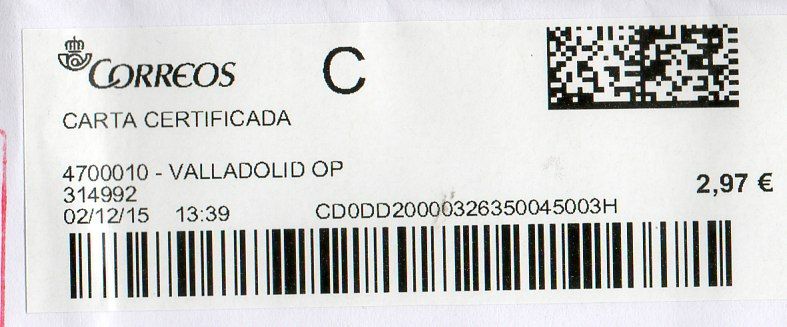 CORREOS
C
CARTA CERTIFICADA
4700010 - VALLADOLID OP
314992
2,97 €
02/12/15 13:39 CD0DD20000326350045003H